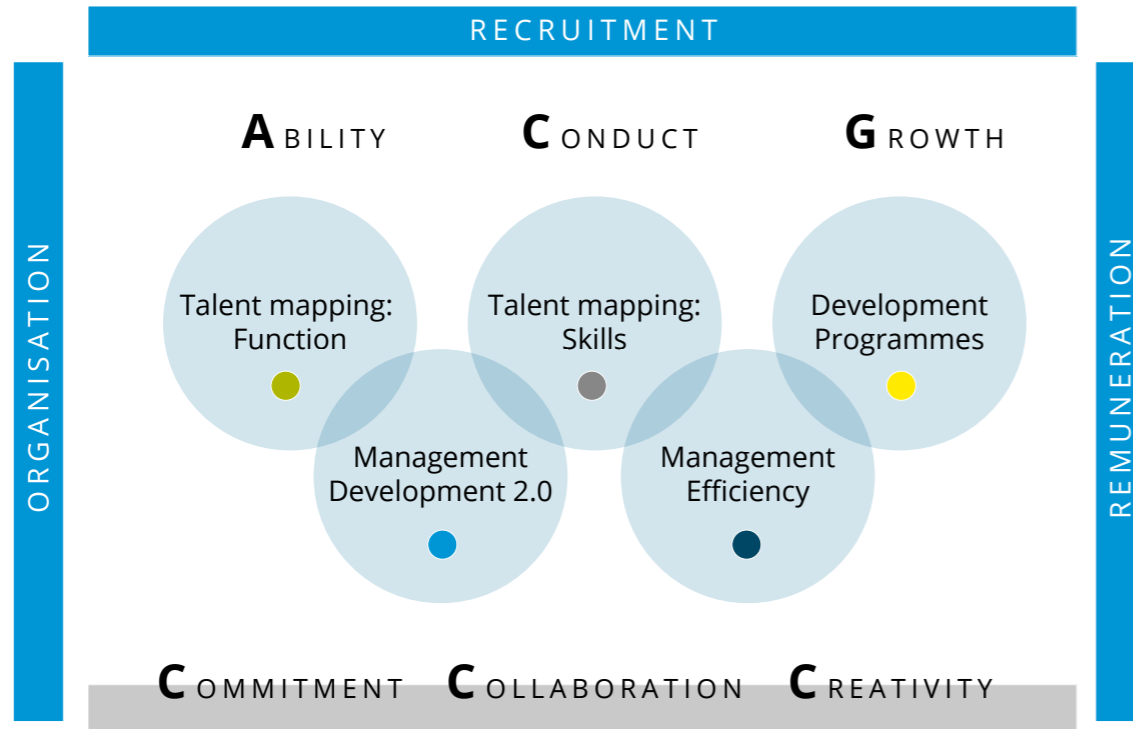 RECRUITMENT
ORGANISATION
REMUNERATION
ABILITY
CONDUCT
GROWTH
Talent mapping:
Function
Talent mapping:
Skills
Development
Programmes
Management
Development 2.0
Management
Efficiency
COMMITMENT
COLLABORATION
CREATIVITY